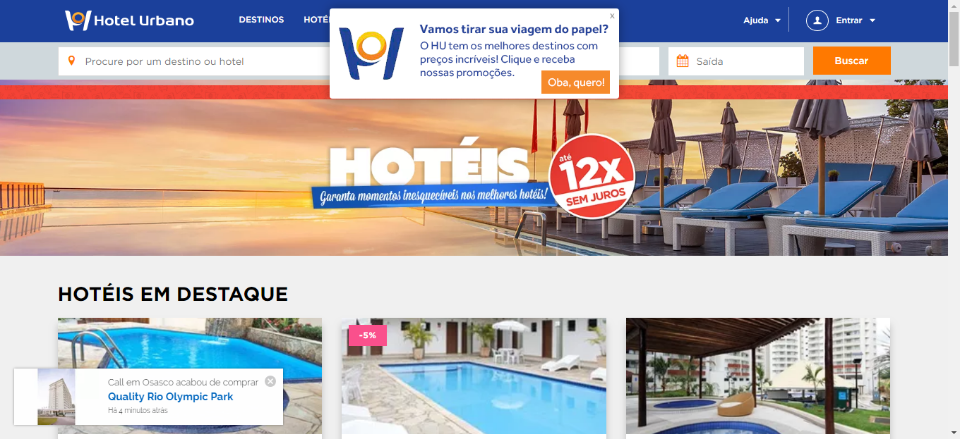 Hotel Urbano
DESTINOS
HOTÉ
Ajuda
Entrar
x
Vamos tirar sua viagem do papel?
O HU tem os melhores destinos com
preços incríveis! Clique e receba
nossas promoções.
Oba, quero!
Procure por um destino ou hotel
Saída
Buscar
HOTÉIS
Garanta momentos inesquecíveis nos melhores hotéis!
até
12x
SEM JUROS
HOTÉIS EM DESTAQUE
-5%
Call em Osasco acabou de comprar
Quality Rio Olympic Park
Há 4 minutos atrás